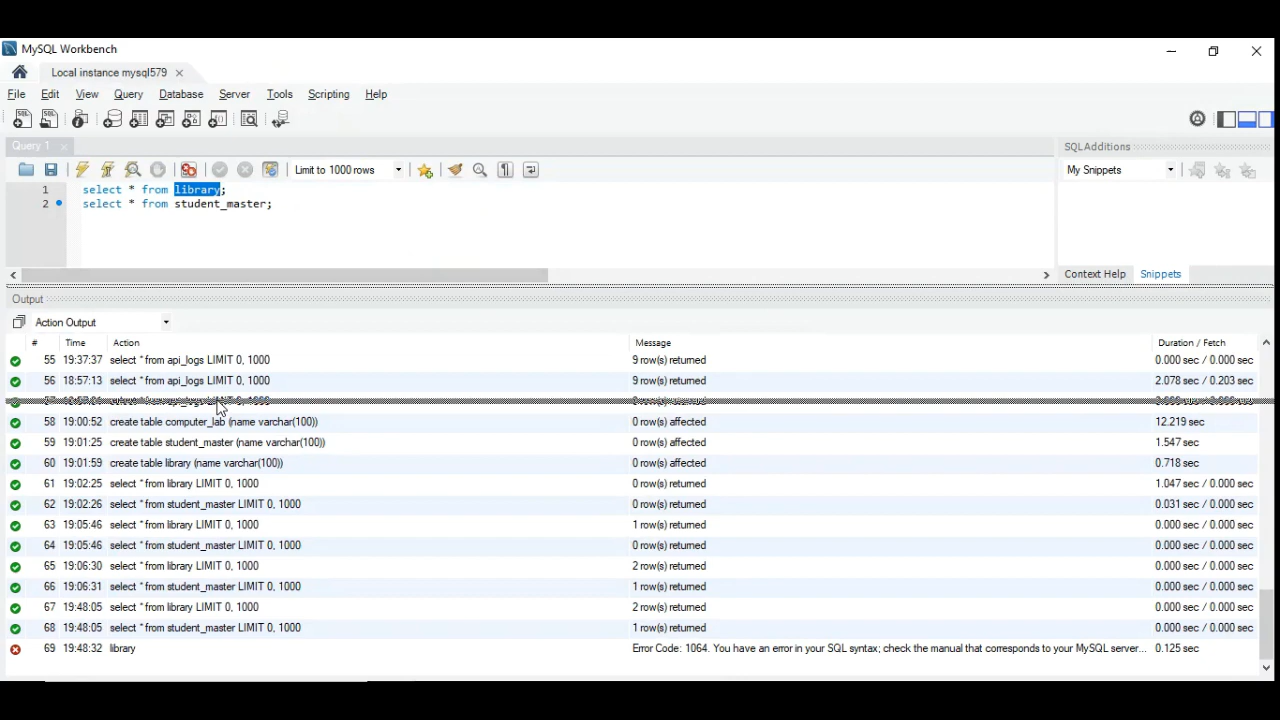 MySQL Workbench
Local instance mysql579
File Edit View Query Database Server Tools Scripting Help
Query 1
SQLAdditions
Limit to 1000 rows
My Snippets
1 select * from library;
2 select * from student_master;
Context Help Snippets
Output
Action Output
# Time Action Message Duration / Fetch
55 19:37:37 select * from api_logs LIMIT 0, 1000 9 row(s) returned 0.000 sec / 0.000 sec
56 18:57:13 select * from api_logs LIMIT 0, 1000 9 row(s) returned 2.078 sec / 0.203 sec
58 19:00:52 create table computer_lab (name varchar(100)) 0 row(s) affected 12.219 sec
59 19:01:25 create table student_master (name varchar(100)) 0 row(s) affected 1.547 sec
60 19:01:59 create table library (name varchar(100)) 0 row(s) affected 0.718 sec
61 19:02:25 select * from library LIMIT 0, 1000 0 row(s) returned 1.047 sec / 0.000 sec
62 19:02:26 select * from student_master LIMIT 0, 1000 0 row(s) returned 0.031 sec / 0.000 sec
63 19:05:46 select * from library LIMIT 0, 1000 1 row(s) returned 0.000 sec / 0.000 sec
64 19:05:46 select * from student_master LIMIT 0, 1000 0 row(s) returned 0.000 sec / 0.000 sec
65 19:06:30 select * from library LIMIT 0, 1000 2 row(s) returned 0.000 sec / 0.000 sec
66 19:06:31 select * from student_master LIMIT 0, 1000 1 row(s) returned 0.000 sec / 0.000 sec
67 19:48:05 select * from library LIMIT 0, 1000 2 row(s) returned 0.000 sec / 0.000 sec
68 19:48:05 select * from student_master LIMIT 0, 1000 1 row(s) returned 0.000 sec / 0.000 sec
69 19:48:32 library Error Code: 1064. You have an error in your SQL syntax; check the manual that corresponds to your MySQL server... 0.125 sec